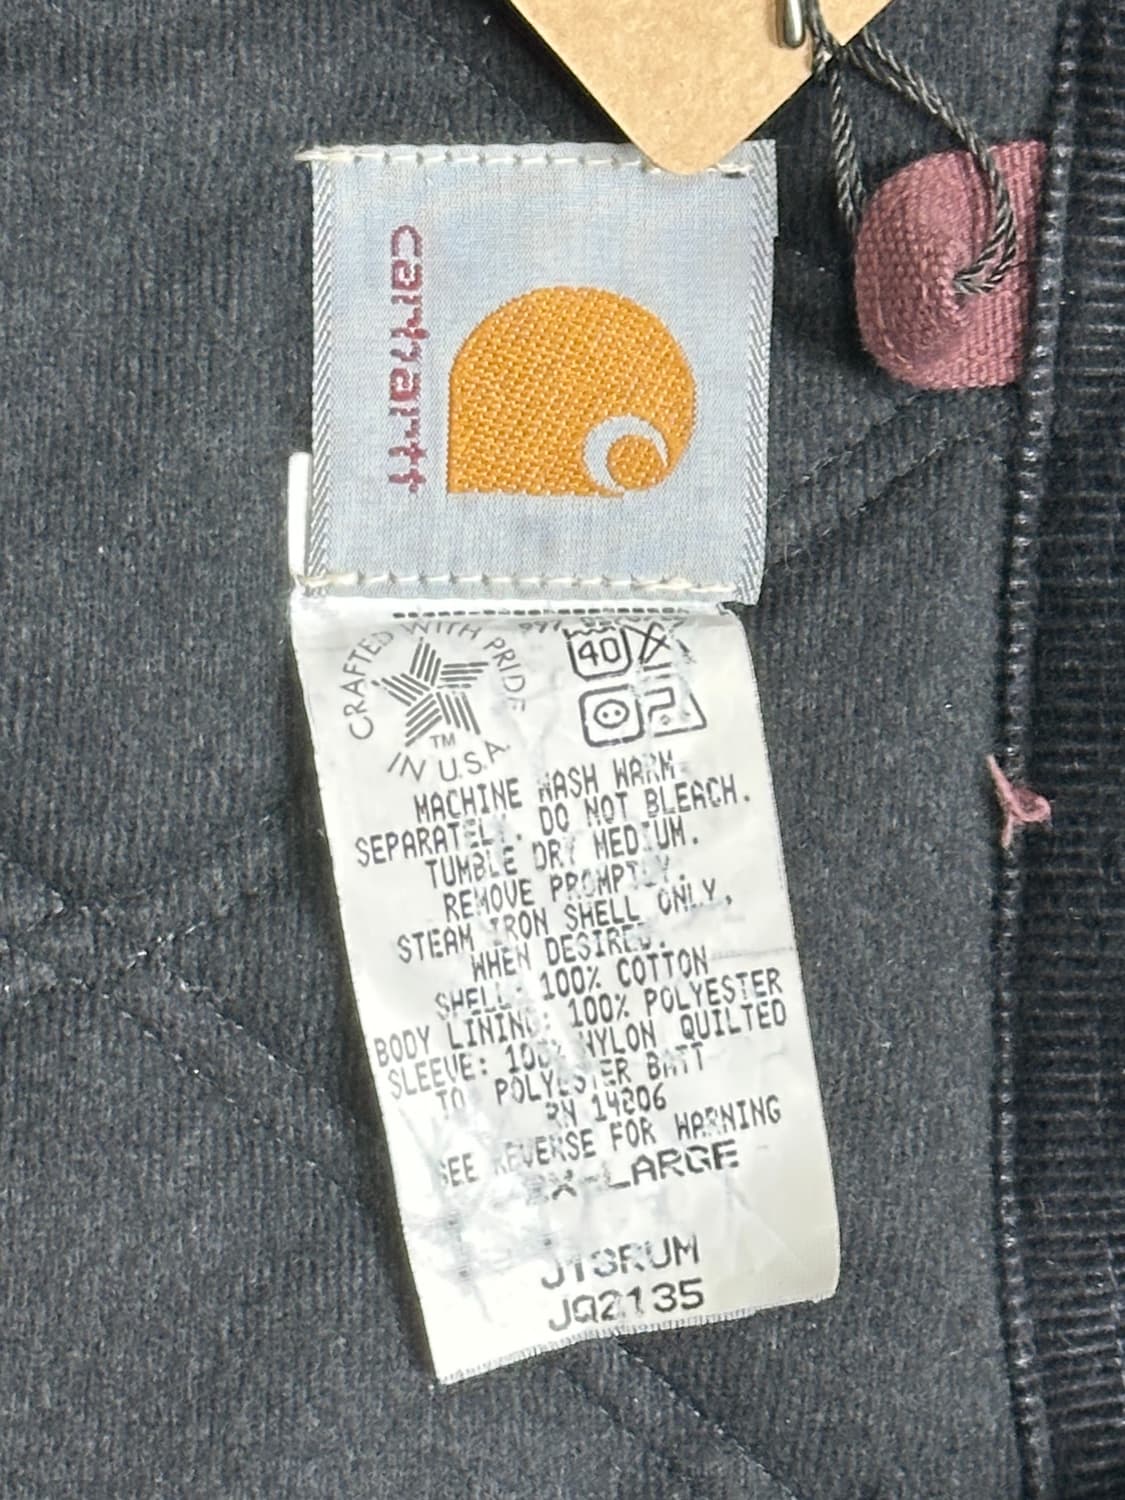 carhartt
CRAFTED WITH PRIDE
TM
IN U.S.A.
40
MACHINE WASH WARM
SEPARATELY. DO NOT BLEACH.
TUMBLE DRY MEDIUM.
REMOVE PROMPTLY.
STEAM IRON SHELL ONLY,
WHEN DESIRED.
SHELL: 100% COTTON
BODY LINING: 100% POLYESTER
SLEEVE: 100% NYLON QUILTED
TO POLYESTER BATT
RN 14806
SEE REVERSE FOR WARNING
X-LARGE
J13RUM
JQ2135